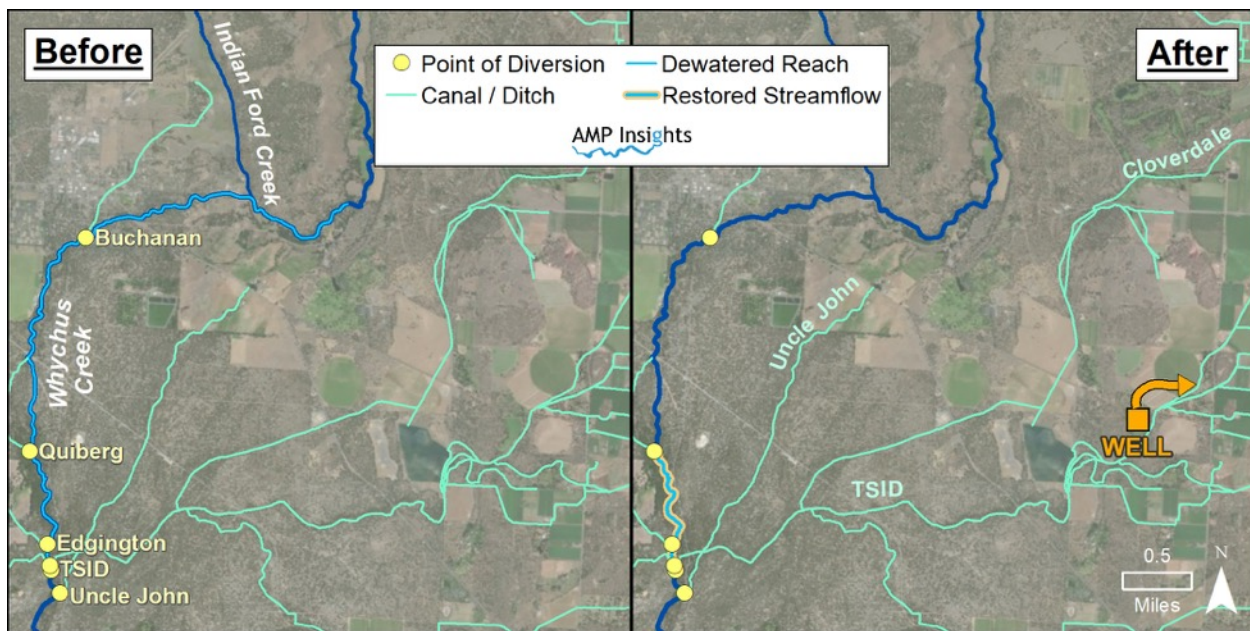 Before
Indian Ford Creek
Point of Diversion
Dewatered Reach
Canal / Ditch
Restored Streamflow
AMP Insights
After
Cloverdale
Buchanan
Whychus
Creek
Uncle John
WELL
Quiberg
TSID
Edgington
TSID
Uncle John
0.5
Miles
N